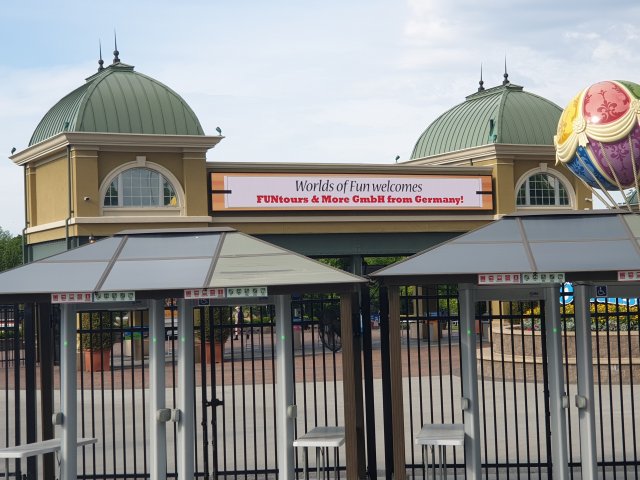 Worlds of Fun welcomes
FUNtours & More GmbH from Germany!